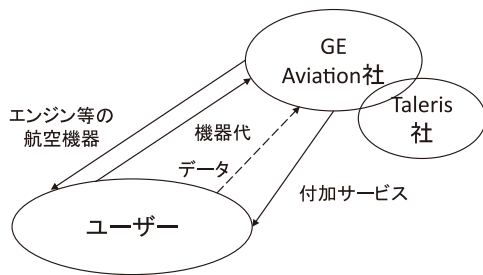 GE
Aviation社
Taleris
社
エンジン等の
航空機器
機器代
データ
付加サービス
ユーザー